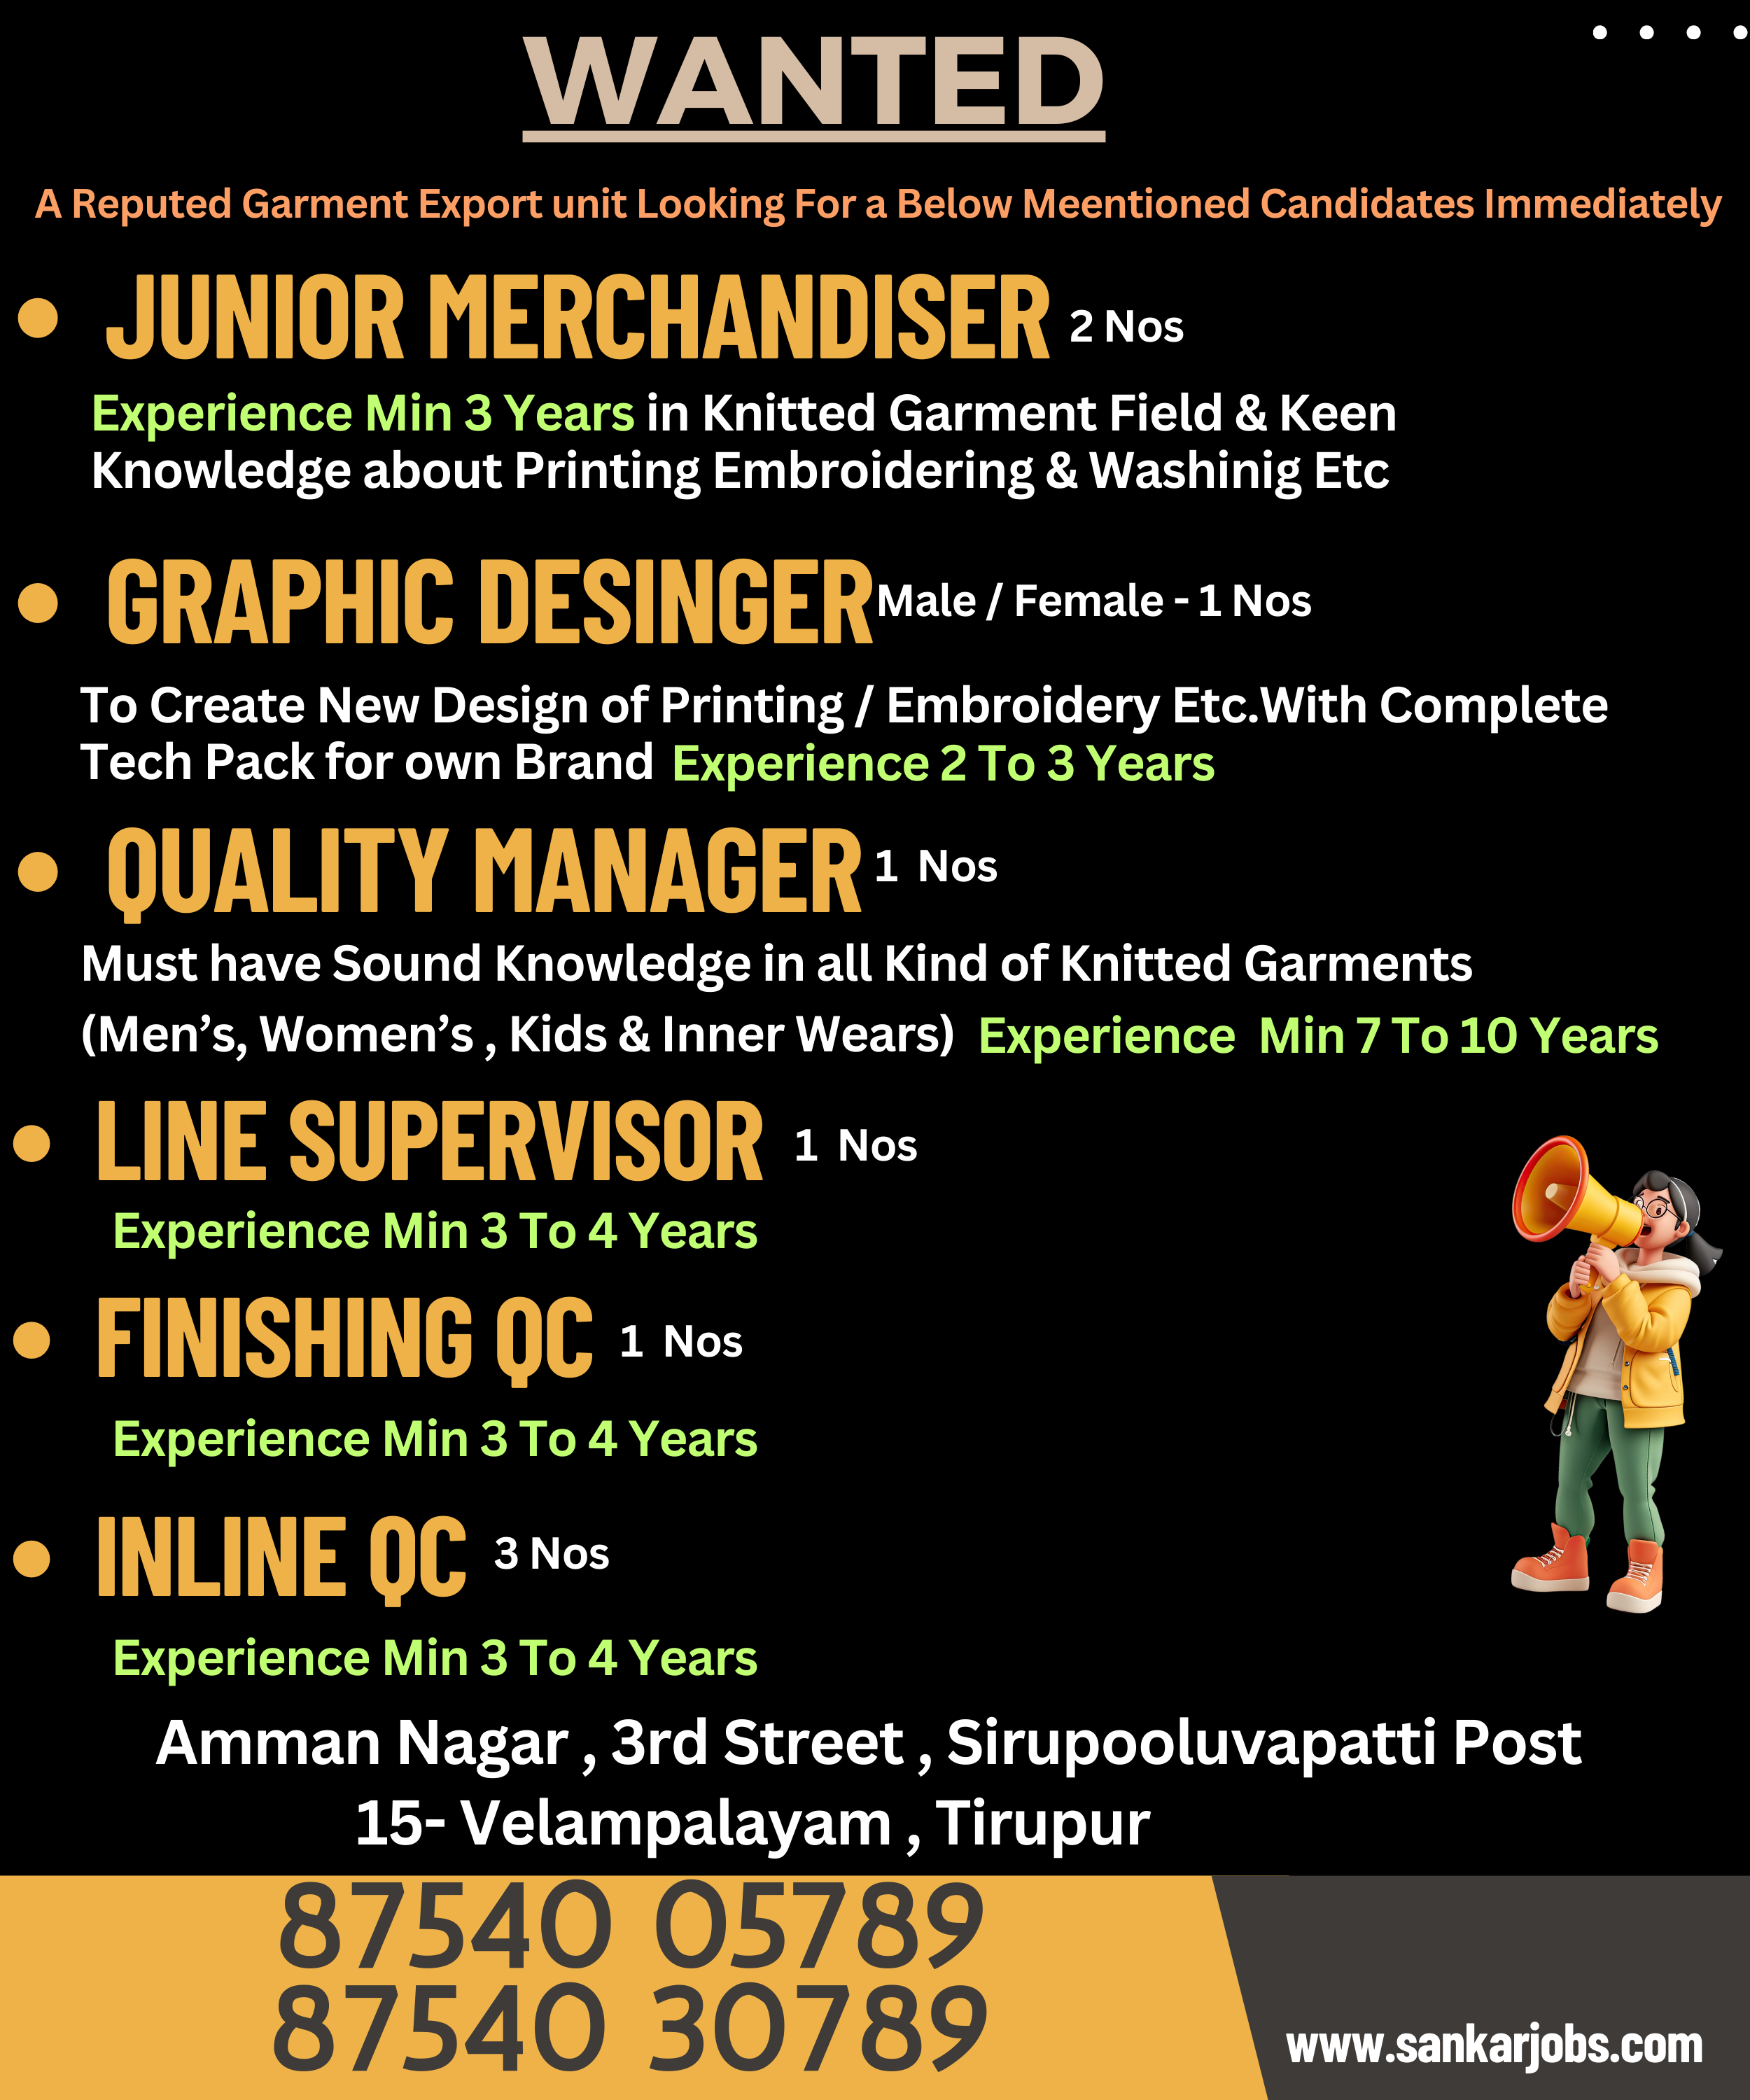 WANTED
A Reputed Garment Export unit Looking For a Below Meentioned Candidates Immediately
JUNIOR MERCHANDISER 2 Nos
Experience Min 3 Years in Knitted Garment Field & Keen
Knowledge about Printing Embroidering & Washinig Etc
GRAPHIC DESINGER Male / Female - 1 Nos
To Create New Design of Printing / Embroidery Etc.With Complete
Tech Pack for own Brand Experience 2 To 3 Years
QUALITY MANAGER 1 Nos
Must have Sound Knowledge in all Kind of Knitted Garments
(Men’s, Women’s , Kids & Inner Wears) Experience Min 7 To 10 Years
LINE SUPERVISOR 1 Nos
Experience Min 3 To 4 Years
FINISHING QC 1 Nos
Experience Min 3 To 4 Years
INLINE QC 3 Nos
Experience Min 3 To 4 Years
Amman Nagar , 3rd Street , Sirupooluvapatti Post
15- Velampalayam , Tirupur
87540 05789
87540 30789
www.sankarjobs.com